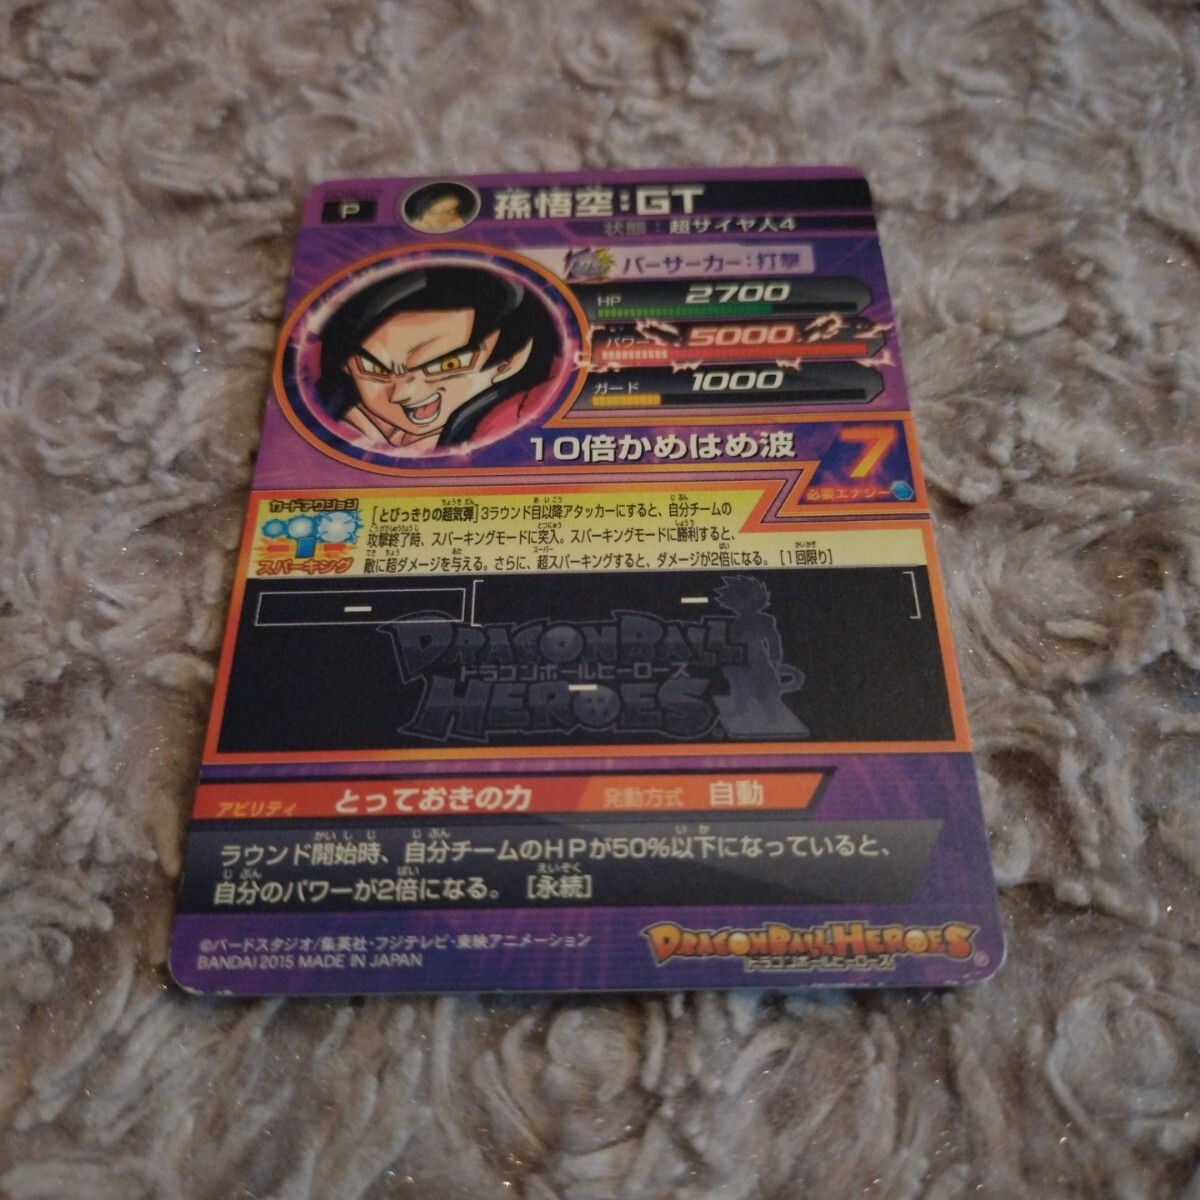 P
孫悟空:GT
状態:超サイヤ人4
バーサーカー:打撃
HP 2700
パワー 5000
ガード 1000
10倍かめはめ波
7
必要エナジー
カードアクション
スパーキング
[とびっきりの超気弾]3ラウンド目以降アタッカーにすると、自分チームの
攻撃終了時、スパーキングモードに突入。スパーキングモードに勝利すると、
敵に超ダメージを与える。さらに、超スパーキングすると、ダメージが2倍になる。[1回限り]
ー [ー]
DRAGONBALL
ドラゴンボールヒーローズ
HEROES
ー
アビリティ とっておきの力 発動方式 自動
ラウンド開始時、自分チームのHPが50%以下になっていると、
自分のパワーが2倍になる。[永続]
©バードスタジオ/集英社・フジテレビ・東映アニメーション
BANDAI 2015 MADE IN JAPAN
DRAGONBALL HEROES
ドラゴンボールヒーローズ